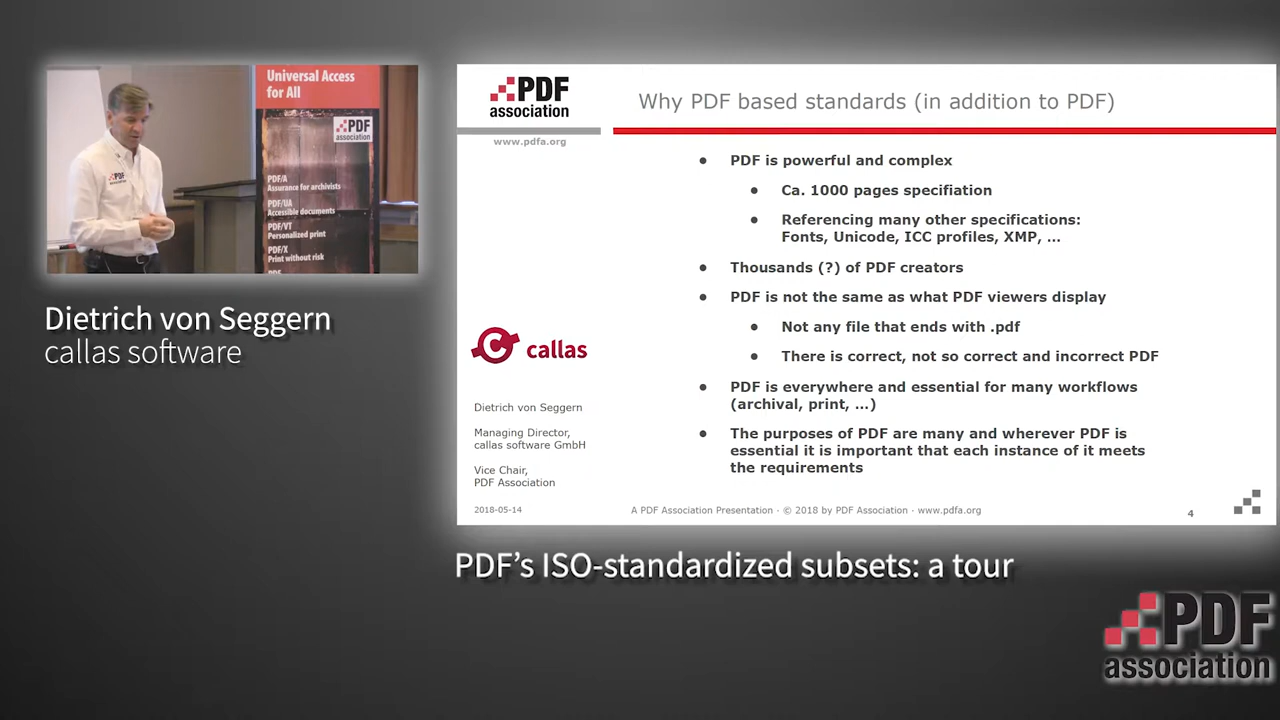 Universal Access
for All
PDF
association
PDF/A
Assurance for archivists
PDF/UA
Accessible documents
PDF/VT
Personalized print
PDF/X
Print without risk
PDF
association
Dietrich von Seggern
callas software
PDF
association
www.pdfa.org
Why PDF based standards (in addition to PDF)
● PDF is powerful and complex
● Ca. 1000 pages specifiation
● Referencing many other specifications:
Fonts, Unicode, ICC profiles, XMP, ...
● Thousands (?) of PDF creators
● PDF is not the same as what PDF viewers display
● Not any file that ends with .pdf
● There is correct, not so correct and incorrect PDF
● PDF is everywhere and essential for many workflows
(archival, print, ...)
● The purposes of PDF are many and wherever PDF is
essential it is important that each instance of it meets
the requirements
callas
Dietrich von Seggern
Managing Director,
callas software GmbH
Vice Chair,
PDF Association
2018-05-14
A PDF Association Presentation · © 2018 by PDF Association · www.pdfa.org
4
PDF's ISO-standardized subsets: a tour
PDF
association